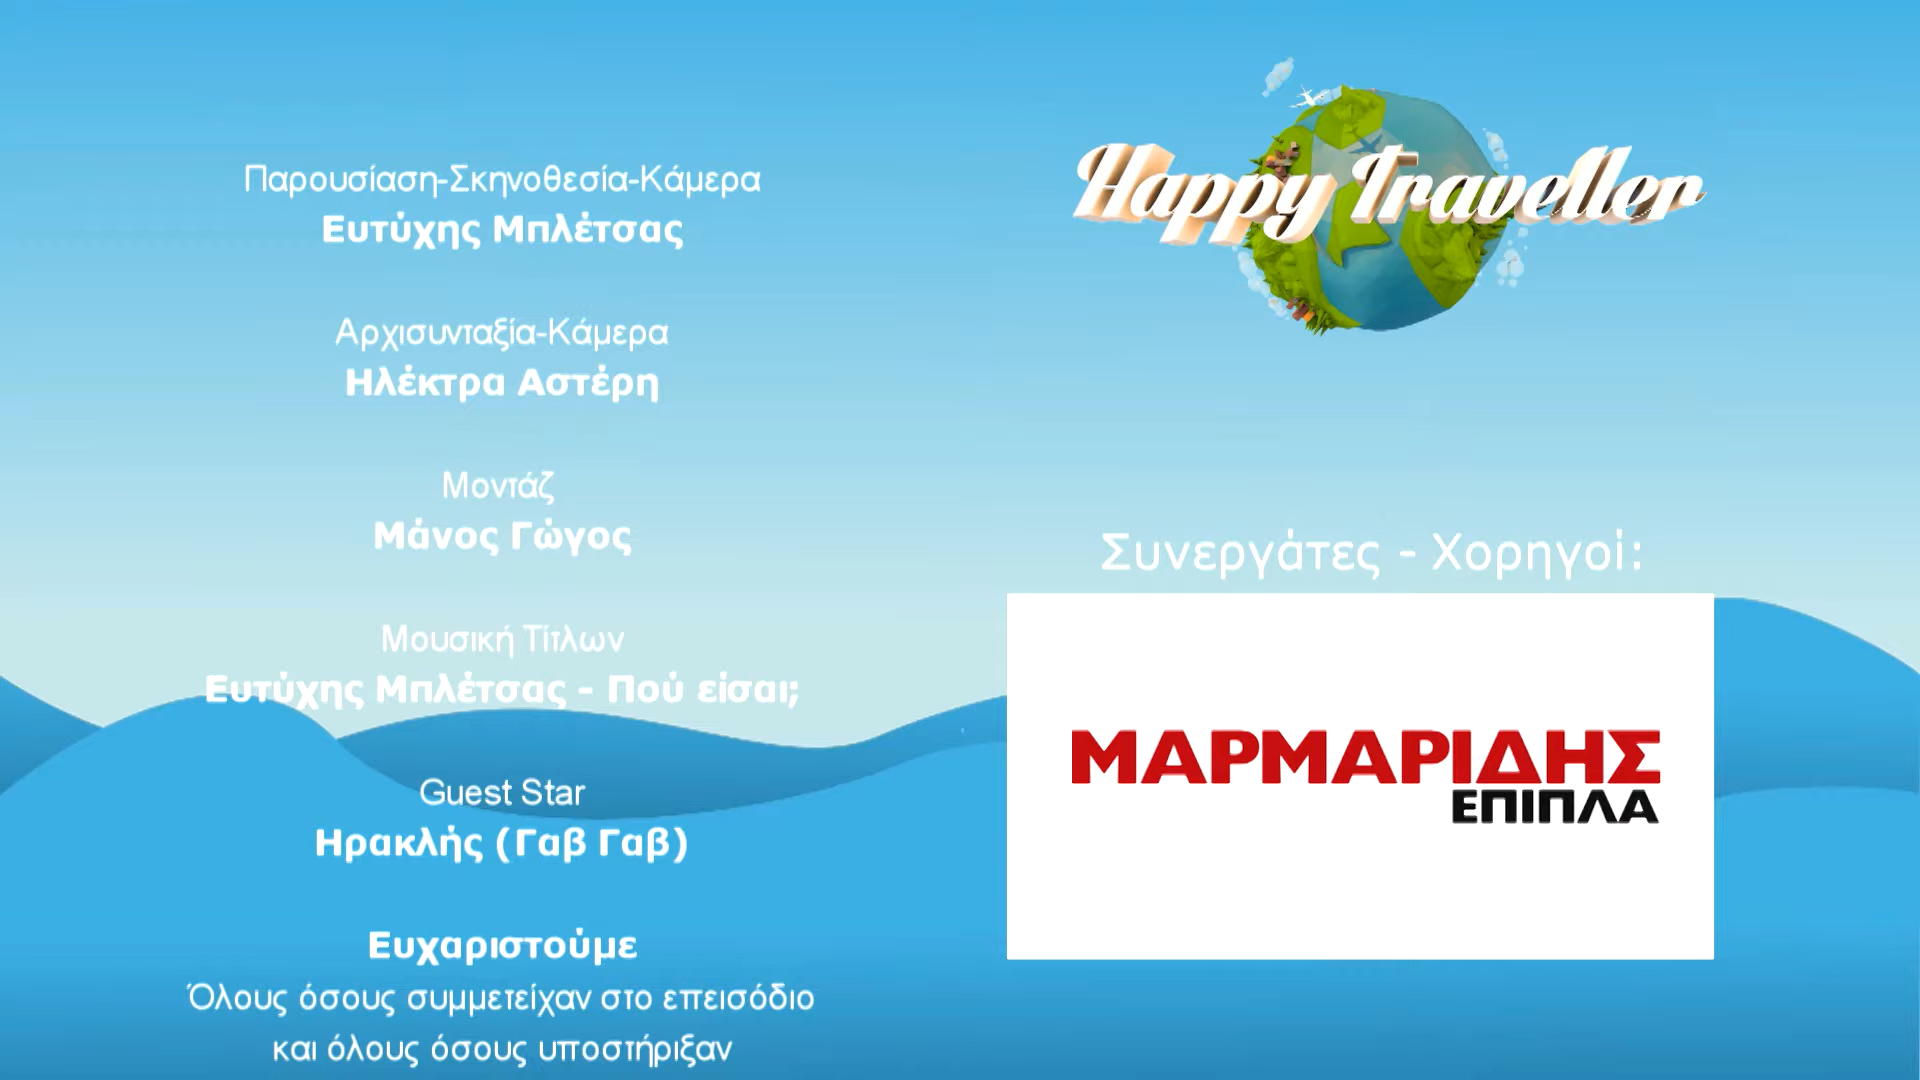 Παρουσίαση-Σκηνοθεσία-Κάμερα
Ευτύχης Μπλέτσας
Αρχισυνταξία-Κάμερα
Ηλέκτρα Αστέρη
Μοντάζ
Μάνος Γώγος
Μουσική Τίτλων
Ευτύχης Μπλέτσας - Πού είσαι;
Guest Star
Ηρακλής (Γαβ Γαβ)
Ευχαριστούμε
Όλους όσους συμμετείχαν στο επεισόδιο
και όλους όσους υποστήριξαν
Happy Traveller
Συνεργάτες - Χορηγοί:
ΜΑΡΜΑΡΙΔΗΣ
ΕΠΙΠΛΑ